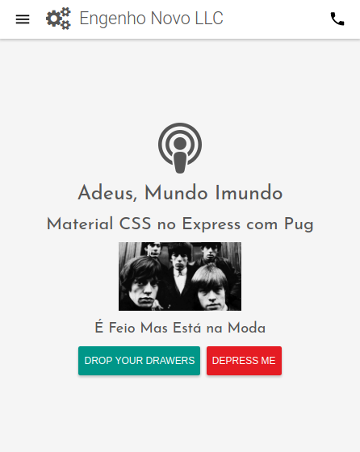 Engenho Novo LLC
Adeus, Mundo Imundo
Material CSS no Express com Pug
É Feio Mas Está na Moda
DROP YOUR DRAWERS
DEPRESS ME